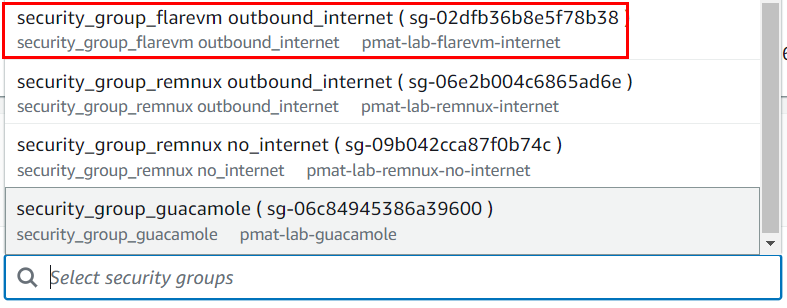 security_group_flarevm outbound_internet ( sg-02dfb36b8e5f78b38 )
security_group_flarevm outbound_internet pmat-lab-flarevm-internet
security_group_remnux outbound_internet ( sg-06e2b004c6865ad6e )
security_group_remnux outbound_internet pmat-lab-remnux-internet
security_group_remnux no_internet ( sg-09b042cca87f0b74c )
security_group_remnux no_internet pmat-lab-remnux-no-internet
security_group_guacamole ( sg-06c84945386a39600 )
security_group_guacamole pmat-lab-guacamole
Select security groups